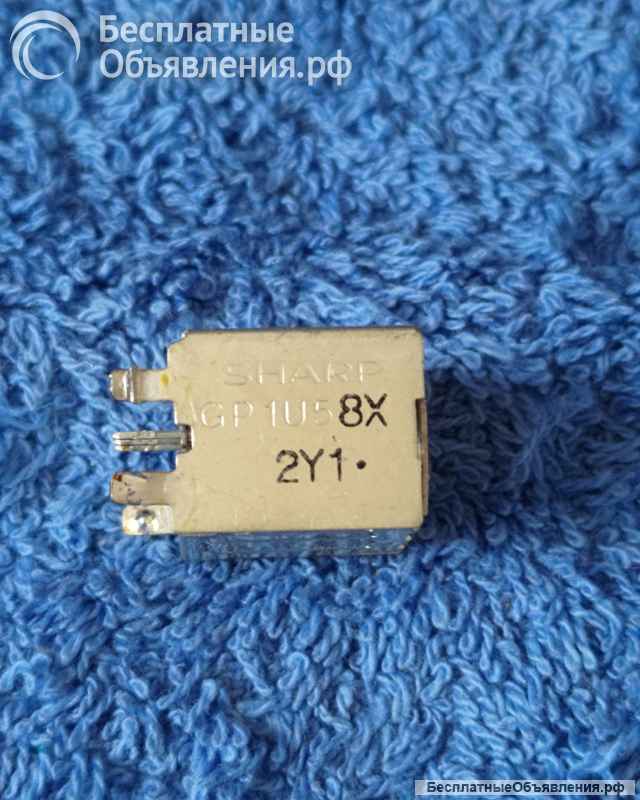 Бесплатные
Объявления.рф
SHARP
GP1U58X
2Y1•
БесплатныеОбъявления.рф